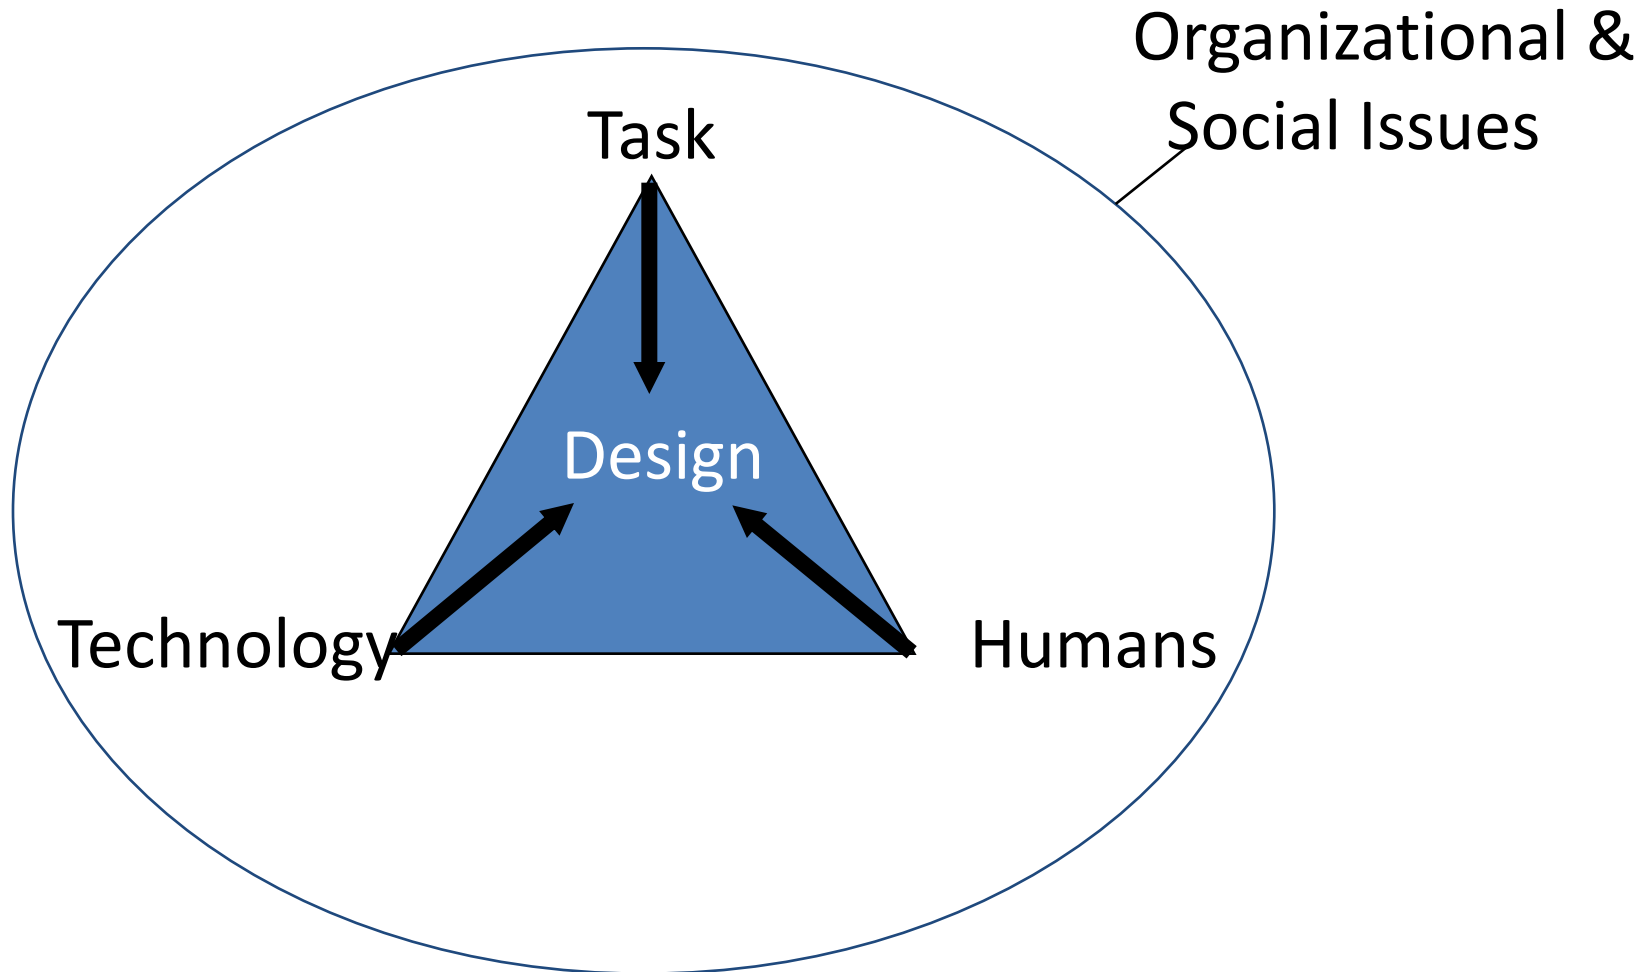 Organizational &
Social Issues
Task
Design
Technology
Humans